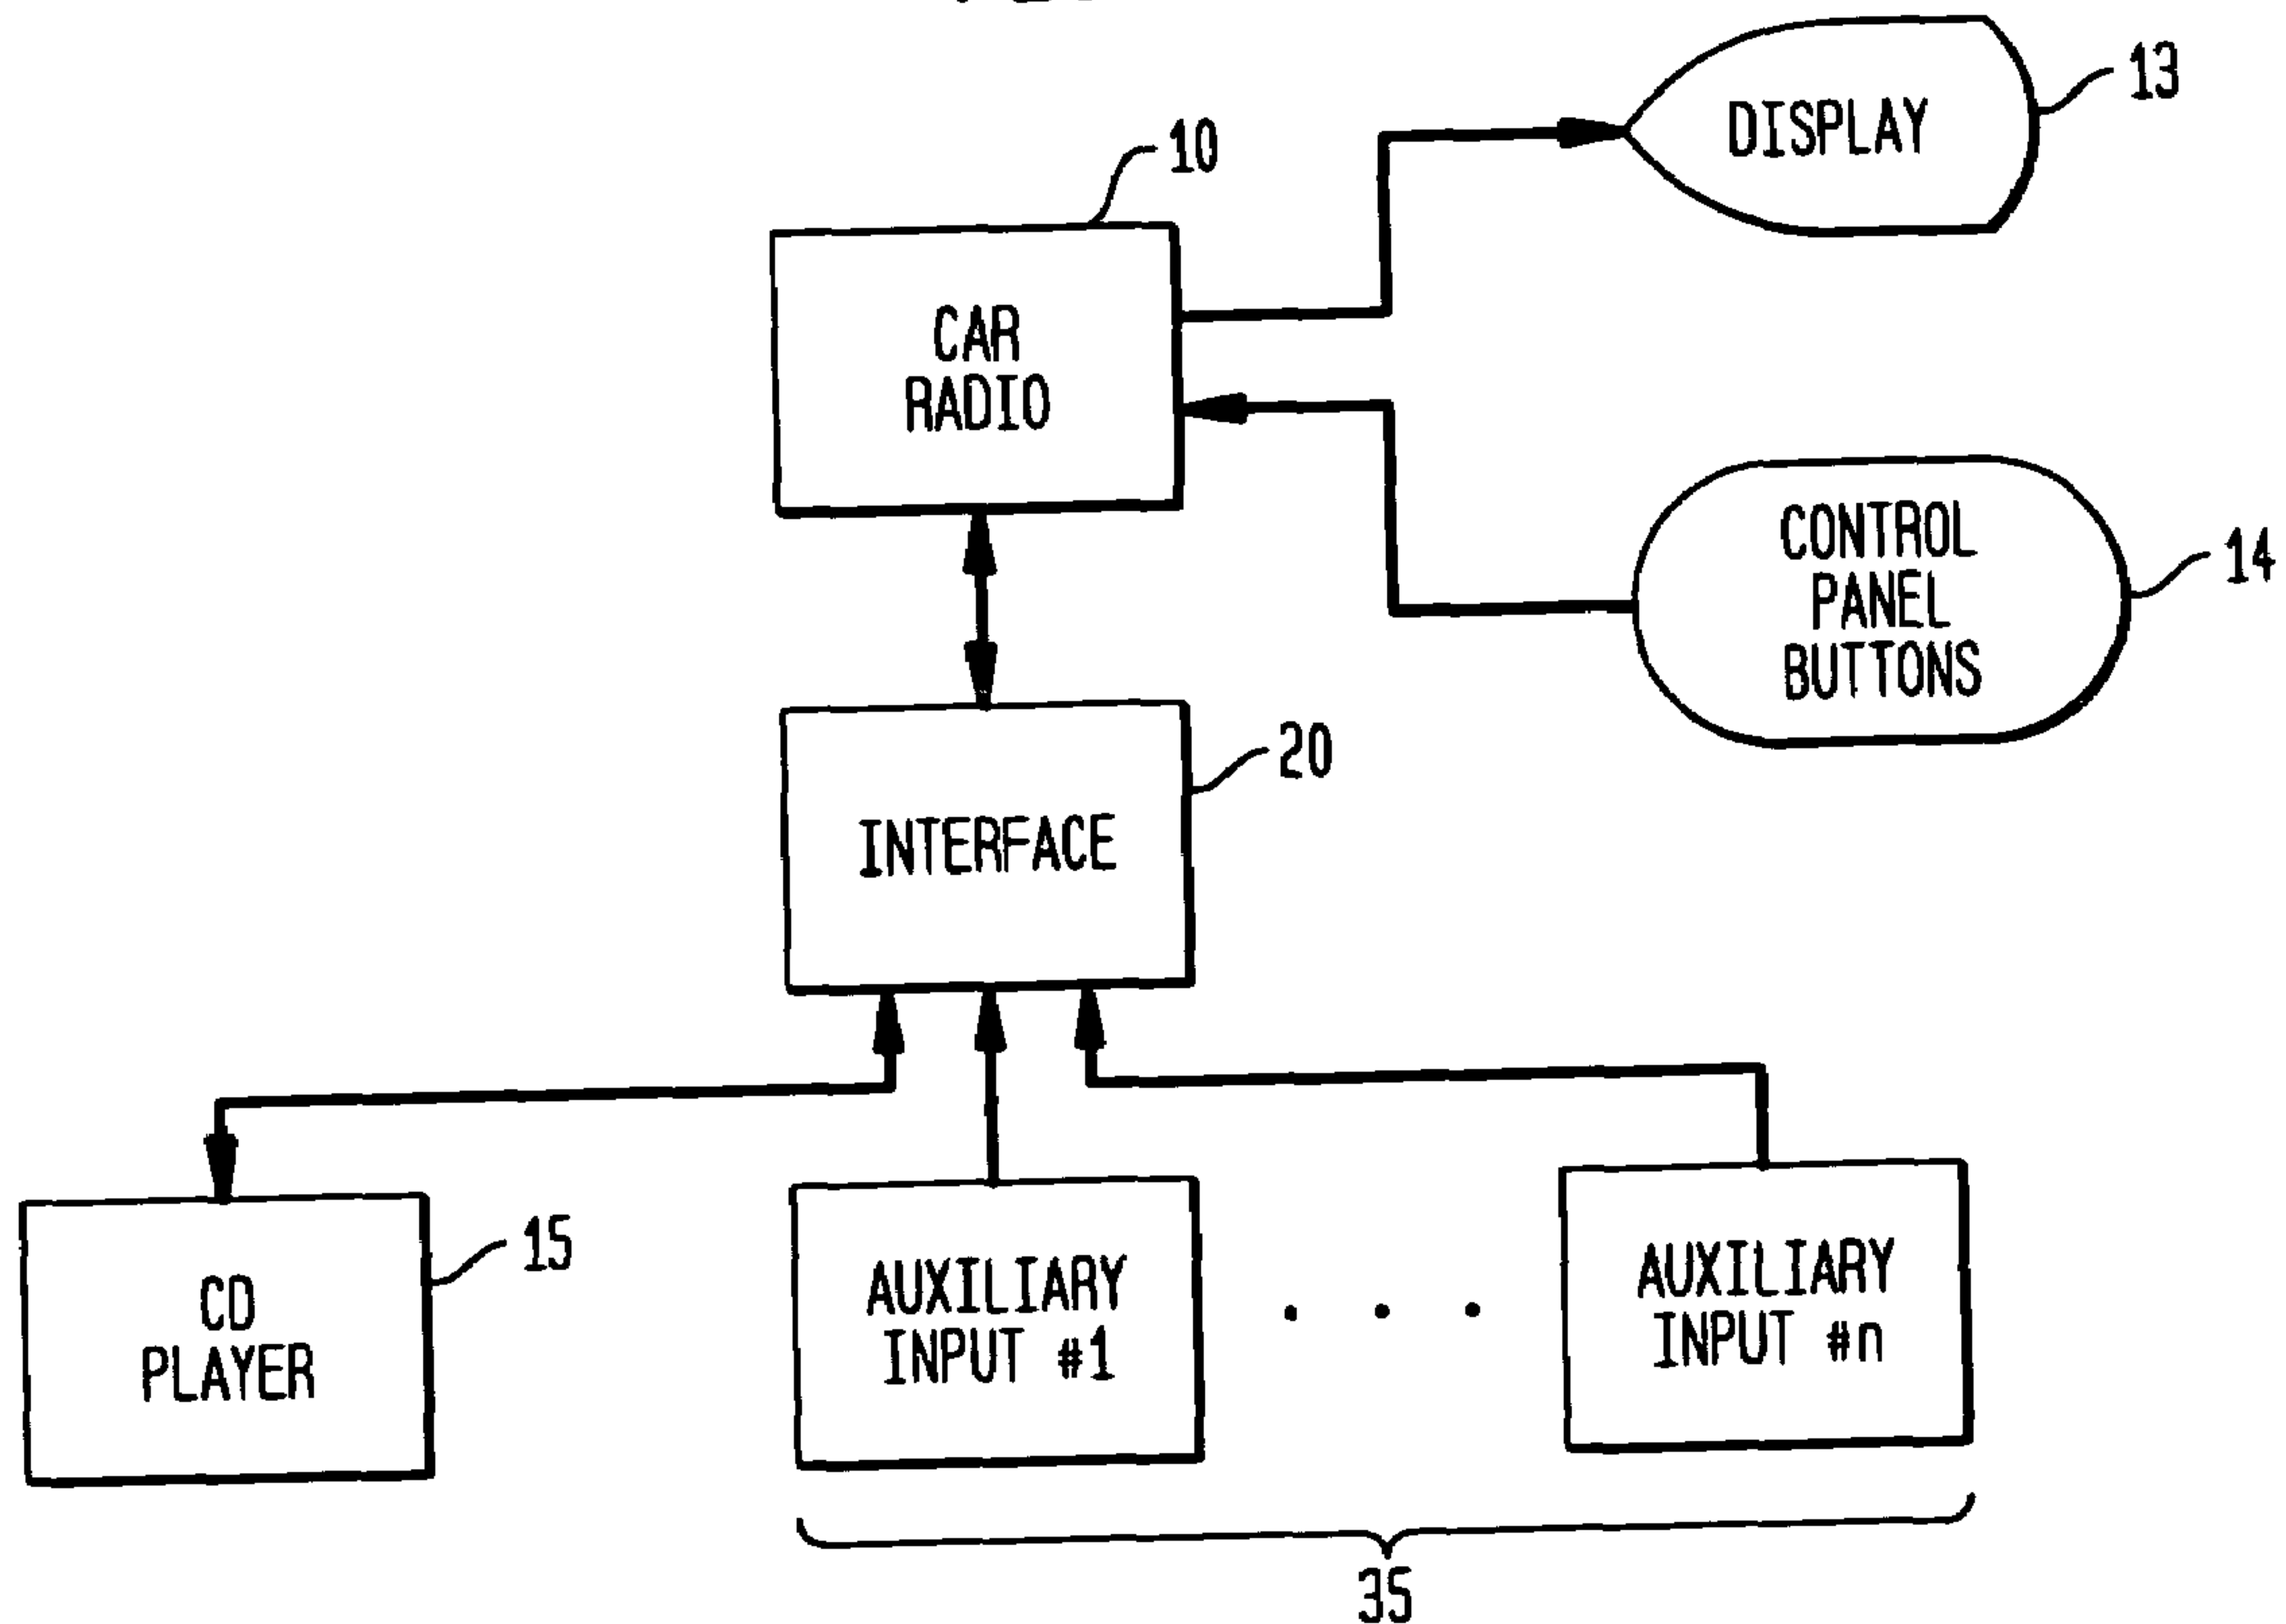 13
DISPLAY
10
CAR
RADIO
CONTROL
PANEL
BUTTONS
14
20
INTERFACE
15
CD
PLAYER
AUXILIARY
INPUT #1
. . .
AUXILIARY
INPUT #n
35